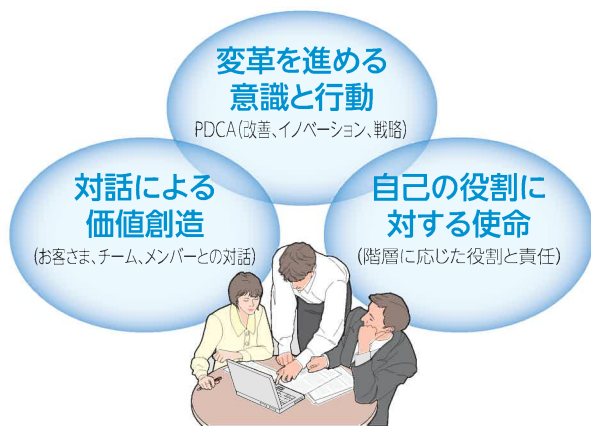 変革を進める
意識と行動
PDCA(改善、イノベーション、戦略)
対話による
価値創造
(お客さま、チーム、メンバーとの対話)
自己の役割に
対する使命
(階層に応じた役割と責任)